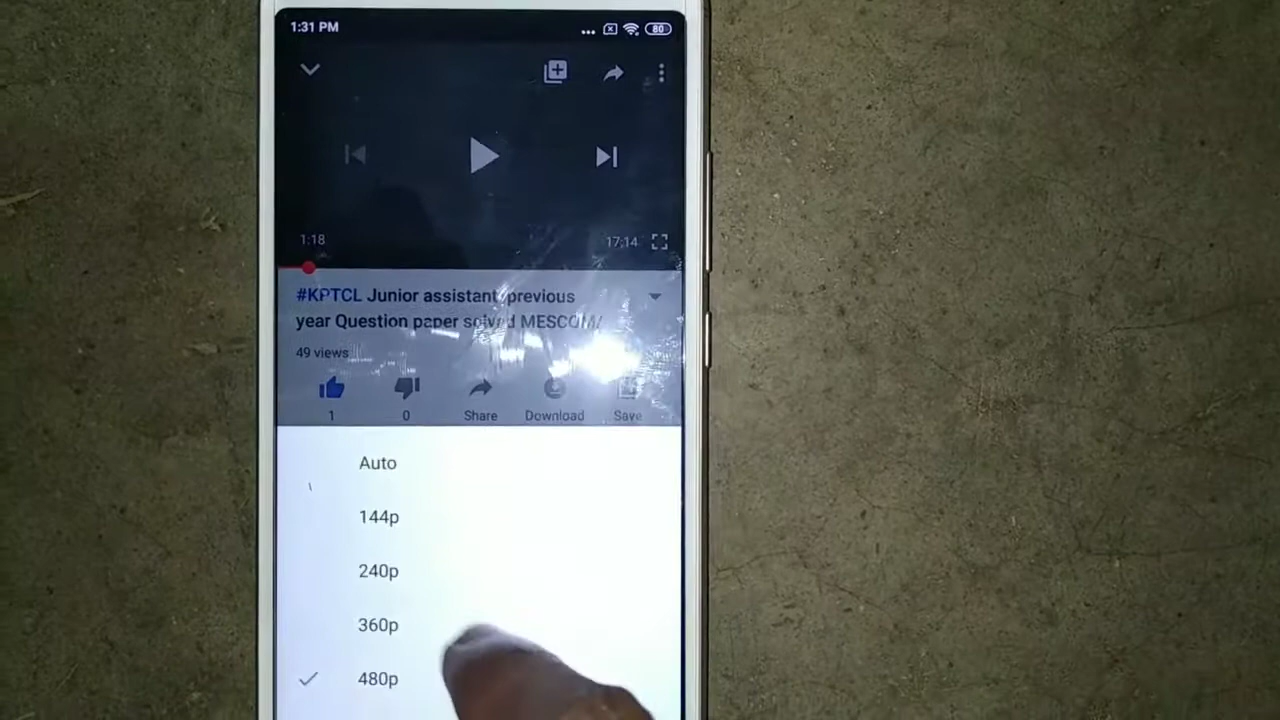 1:31 PM
80
1:18
17:14
#KPTCL Junior assistant previous
year Question paper solved MESCOM/
49 views
1
0
Share
Download
Save
Auto
144p
240p
360p
480p